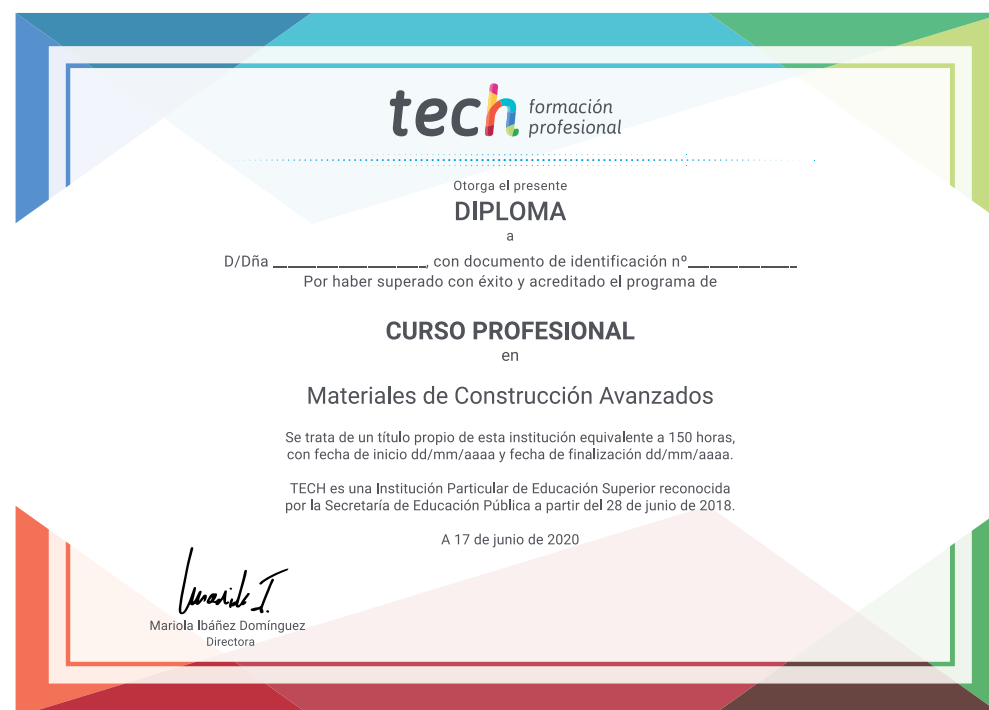 tech formación
profesional
Otorga el presente
DIPLOMA
a
D/Dña ____________________, con documento de identificación nº______________
Por haber superado con éxito y acreditado el programa de
CURSO PROFESIONAL
en
Materiales de Construcción Avanzados
Se trata de un título propio de esta institución equivalente a 150 horas,
con fecha de inicio dd/mm/aaaa y fecha de finalización dd/mm/aaaa.
TECH es una Institución Particular de Educación Superior reconocida
por la Secretaría de Educación Pública a partir del 28 de junio de 2018.
A 17 de junio de 2020
Mariola Ibáñez Domínguez
Directora